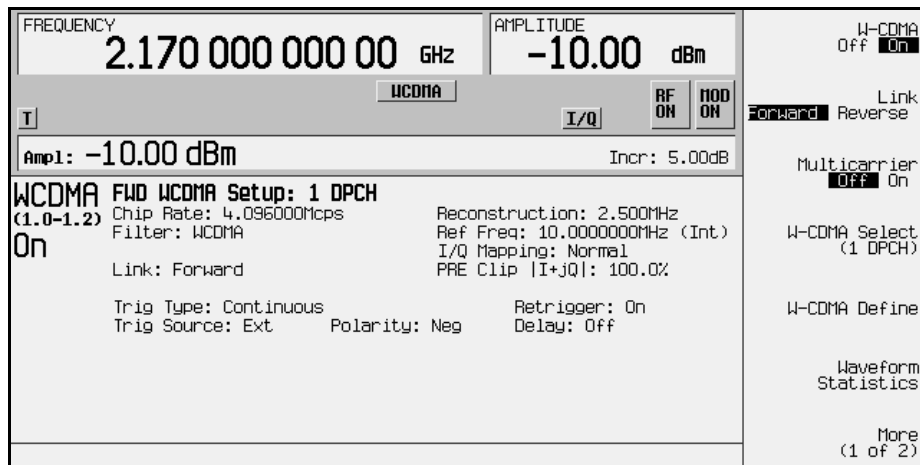 FREQUENCY
2.170 000 000 00 GHz
AMPLITUDE
-10.00 dBm
WCDMA
T
I/Q
RF ON
MOD ON
Ampl: -10.00 dBm
Incr: 5.00dB
WCDMA
(1.0-1.2)
On
FWD WCDMA Setup: 1 DPCH
Chip Rate: 4.096000Mcps
Reconstruction: 2.500MHz
Filter: WCDMA
Ref Freq: 10.0000000MHz (Int)
I/Q Mapping: Normal
Link: Forward
PRE Clip |I+jQ|: 100.0%
Trig Type: Continuous
Retrigger: On
Trig Source: Ext
Polarity: Neg
Delay: Off
W-CDMA
Off On
Link
Forward Reverse
Multicarrier
Off On
W-CDMA Select
(1 DPCH)
W-CDMA Define
Waveform
Statistics
More
(1 of 2)